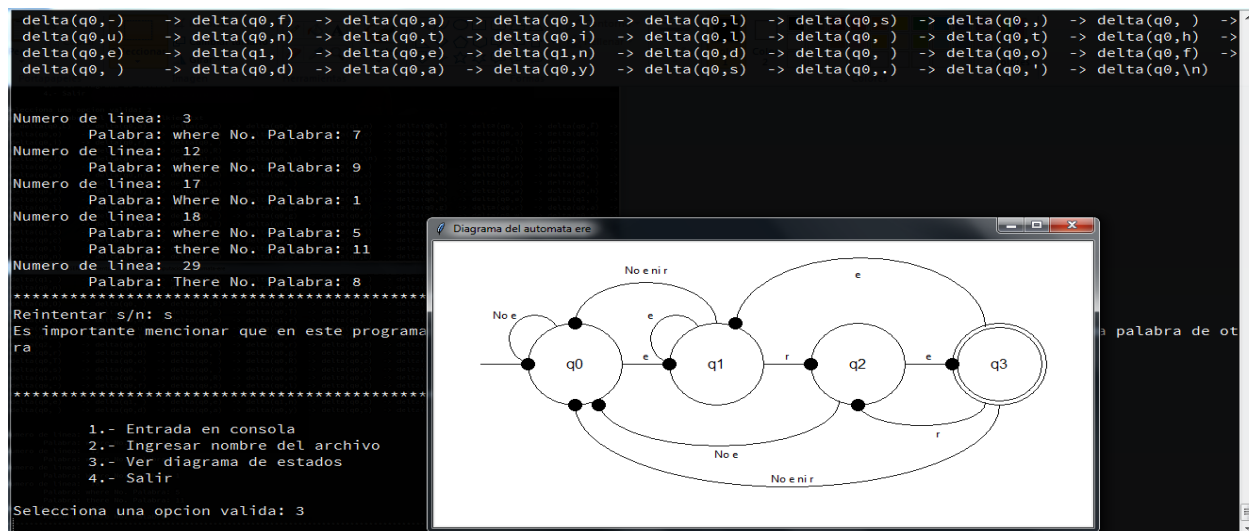 delta(q0,-) -> delta(q0,f) -> delta(q0,a) -> delta(q0,l) -> delta(q0,l) -> delta(q0,s) -> delta(q0,,) -> delta(q0, ) ->
delta(q0,u) -> delta(q0,n) -> delta(q0,t) -> delta(q0,i) -> delta(q0,l) -> delta(q0, ) -> delta(q0,t) -> delta(q0,h) ->
delta(q0,e) -> delta(q1, ) -> delta(q0,e) -> delta(q1,n) -> delta(q0,d) -> delta(q0, ) -> delta(q0,o) -> delta(q0,f) ->
delta(q0, ) -> delta(q0,d) -> delta(q0,a) -> delta(q0,y) -> delta(q0,s) -> delta(q0,.) -> delta(q0,') -> delta(q0,\n)
Numero de linea: 3
Palabra: where No. Palabra: 7
Numero de linea: 12
Palabra: where No. Palabra: 9
Numero de linea: 17
Palabra: Where No. Palabra: 1
Numero de linea: 18
Palabra: where No. Palabra: 5
Palabra: there No. Palabra: 11
Numero de linea: 29
Palabra: There No. Palabra: 8
********************************************
Reintentar s/n: s
Es importante mencionar que en este programa a palabra de ot
ra
********************************************
1.- Entrada en consola
2.- Ingresar nombre del archivo
3.- Ver diagrama de estados
4.- Salir
Selecciona una opcion valida: 3
Diagrama del automata ere
No e ni r
e
No e
e
q0
e
q1
r
q2
e
q3
r
No e
No e ni r